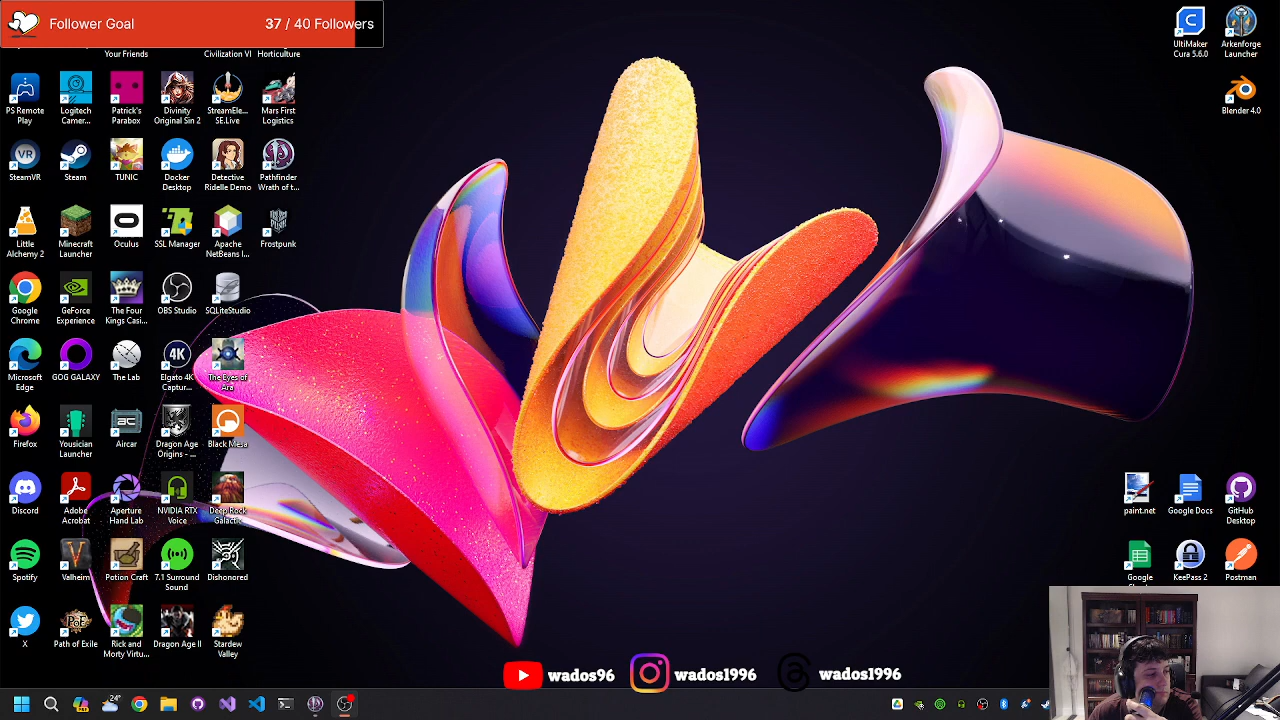 Follower Goal
37 / 40 Followers
Your Friends
Civilization VI
Horticulture
PS Remote
Play
Logitech
Camer...
Patrick's
Parabox
Divinity
Original Sin 2
StreamEle...
SE.Live
Mars First
Logistics
SteamVR
Steam
TUNIC
Docker
Desktop
Detective
Ridelle Demo
Pathfinder
Wrath of t...
Little
Alchemy 2
Minecraft
Launcher
Oculus
SSL Manager
Apache
NetBeans I...
Frostpunk
Google
Chrome
GeForce
Experience
The Four
Kings Casi...
OBS Studio
SQLiteStudio
Microsoft
Edge
GOG GALAXY
The Lab
Elgato 4K
Captur...
The Eyes of
Ara
Firefox
Yousician
Launcher
Aircar
Dragon Age
Origins - ...
Black Mesa
Discord
Adobe
Acrobat
Aperture
Hand Lab
NVIDIA RTX
Voice
Deep Rock
Galactic
Spotify
Valheim
Potion Craft
7.1 Surround
Sound
Dishonored
X
Path of Exile
Rick and
Morty Virtu...
Dragon Age II
Stardew
Valley
UltiMaker
Cura 5.6.0
Arkenforge
Launcher
Blender 4.0
paint.net
Google Docs
GitHub
Desktop
Google
KeePass 2
Postman
wados96
wados1996
wados1996
24°